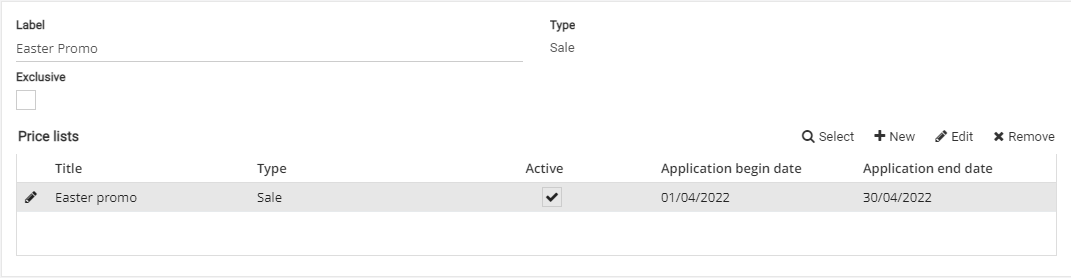 Label Type
Easter Promo Sale
Exclusive
Price lists Select New Edit Remove
Title Type Active Application begin date Application end date
Easter promo Sale 01/04/2022 30/04/2022